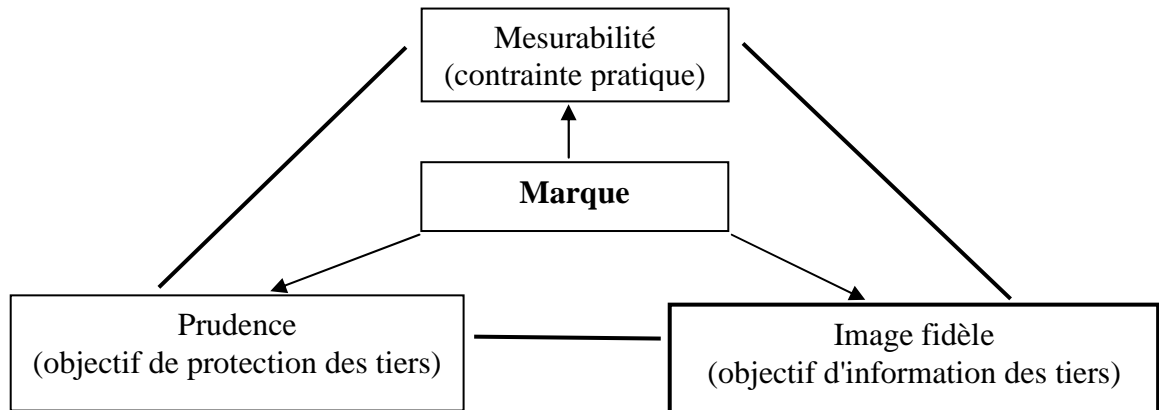 Mesurabilité
(contrainte pratique)
Marque
Prudence
(objectif de protection des tiers)
Image fidèle
(objectif d'information des tiers)